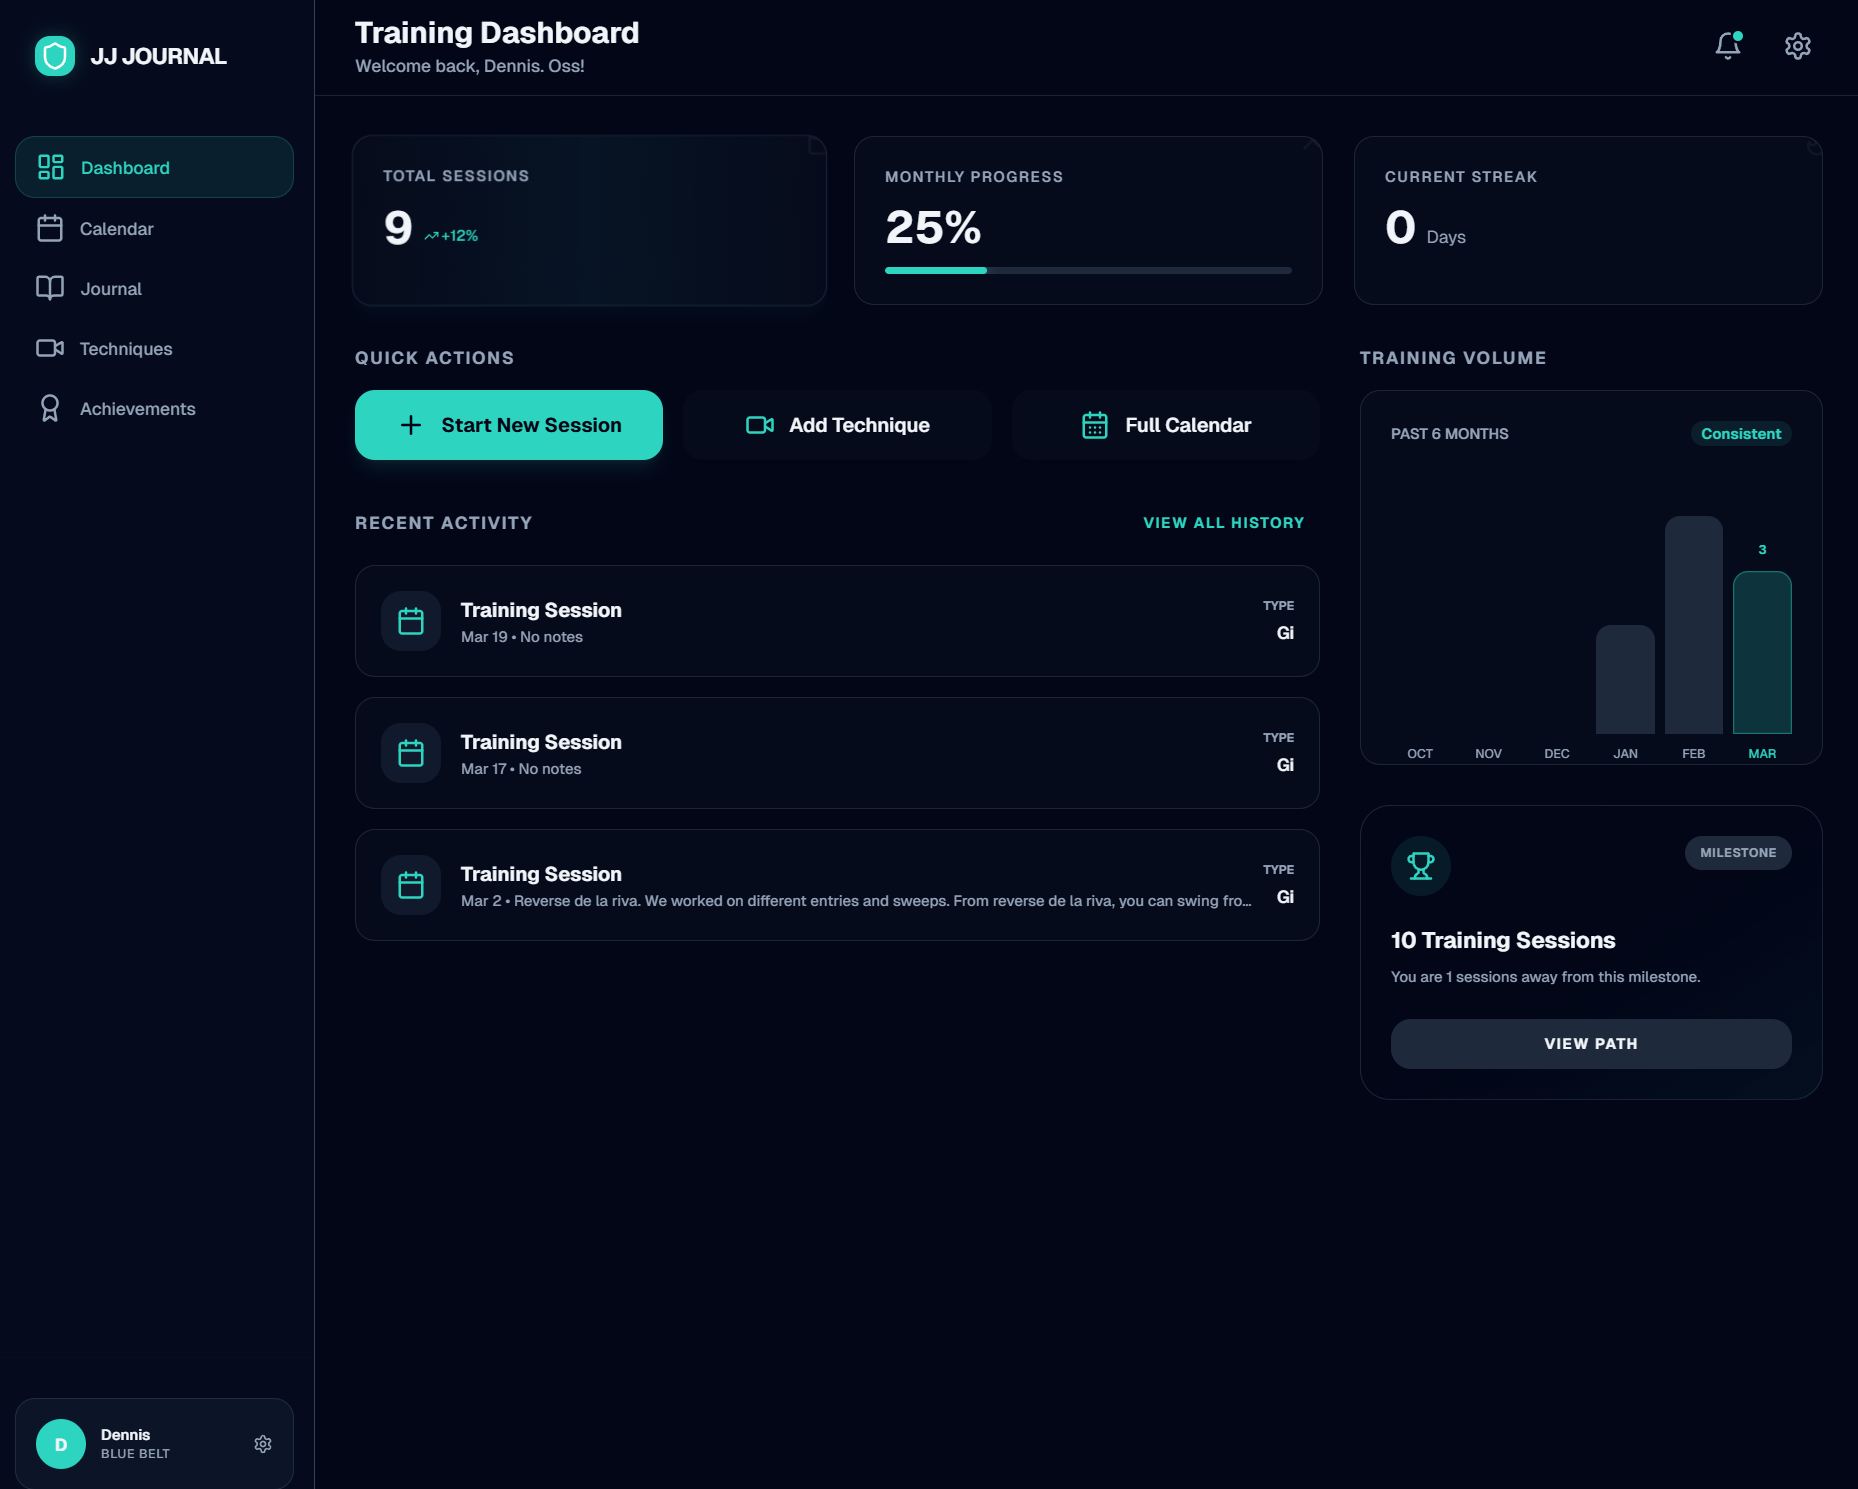 JJ JOURNAL
Dashboard
Calendar
Journal
Techniques
Achievements
Dennis
BLUE BELT
D
Training Dashboard
Welcome back, Dennis. Oss!
TOTAL SESSIONS
9 +12%
MONTHLY PROGRESS
25%
CURRENT STREAK
0 Days
QUICK ACTIONS
Start New Session
Add Technique
Full Calendar
RECENT ACTIVITY
VIEW ALL HISTORY
Training Session
Mar 19 • No notes
TYPE
Gi
Training Session
Mar 17 • No notes
TYPE
Gi
Training Session
Mar 2 • Reverse de la riva. We worked on different entries and sweeps. From reverse de la riva, you can swing fro...
TYPE
Gi
TRAINING VOLUME
PAST 6 MONTHS
Consistent
3
OCT NOV DEC JAN FEB MAR
MILESTONE
10 Training Sessions
You are 1 sessions away from this milestone.
VIEW PATH